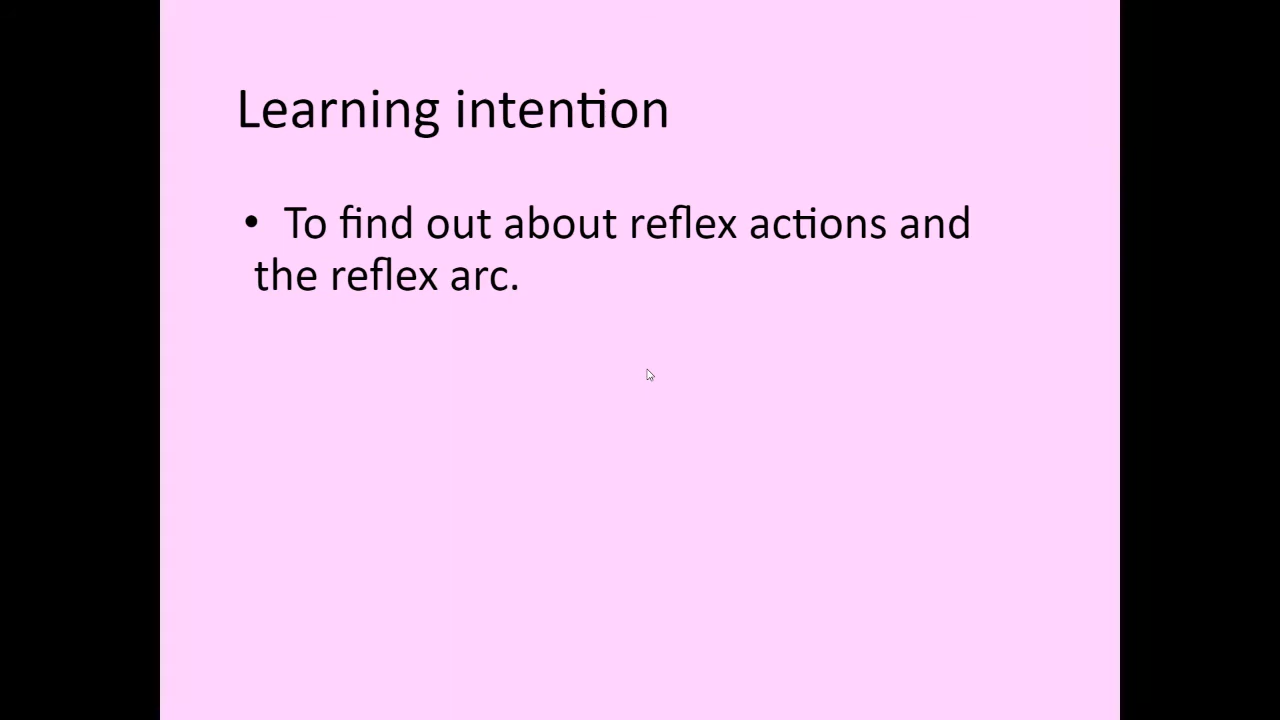 Learning intention
• To find out about reflex actions and
the reflex arc.